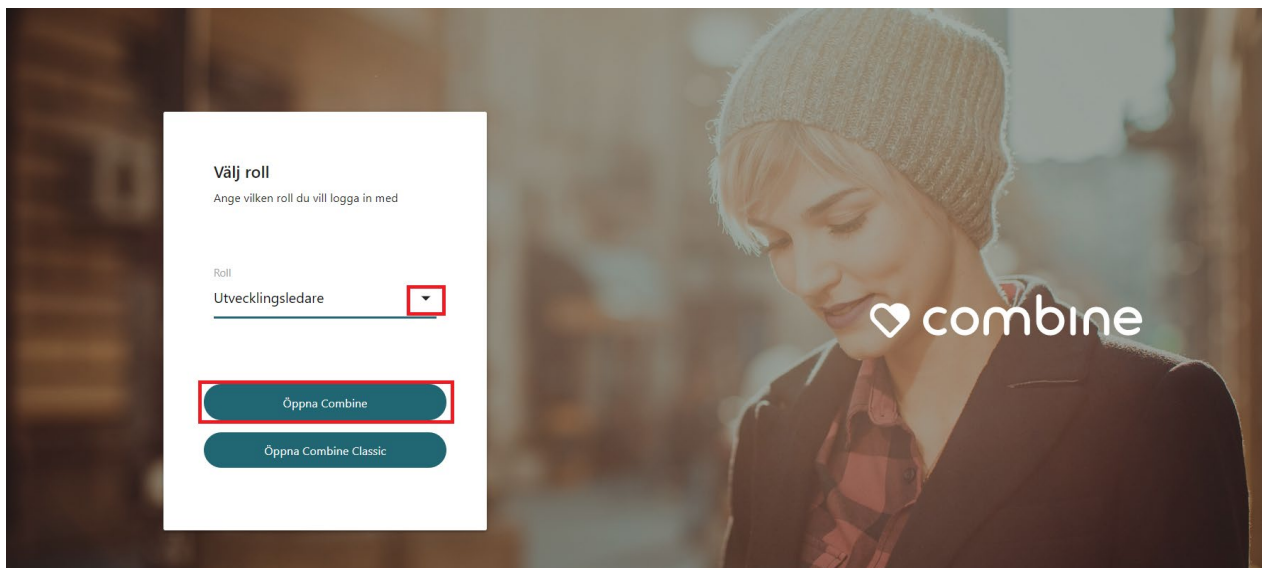 Välj roll
Ange vilken roll du vill logga in med
Roll
Utvecklingsledare
Öppna Combine
Öppna Combine Classic
combine